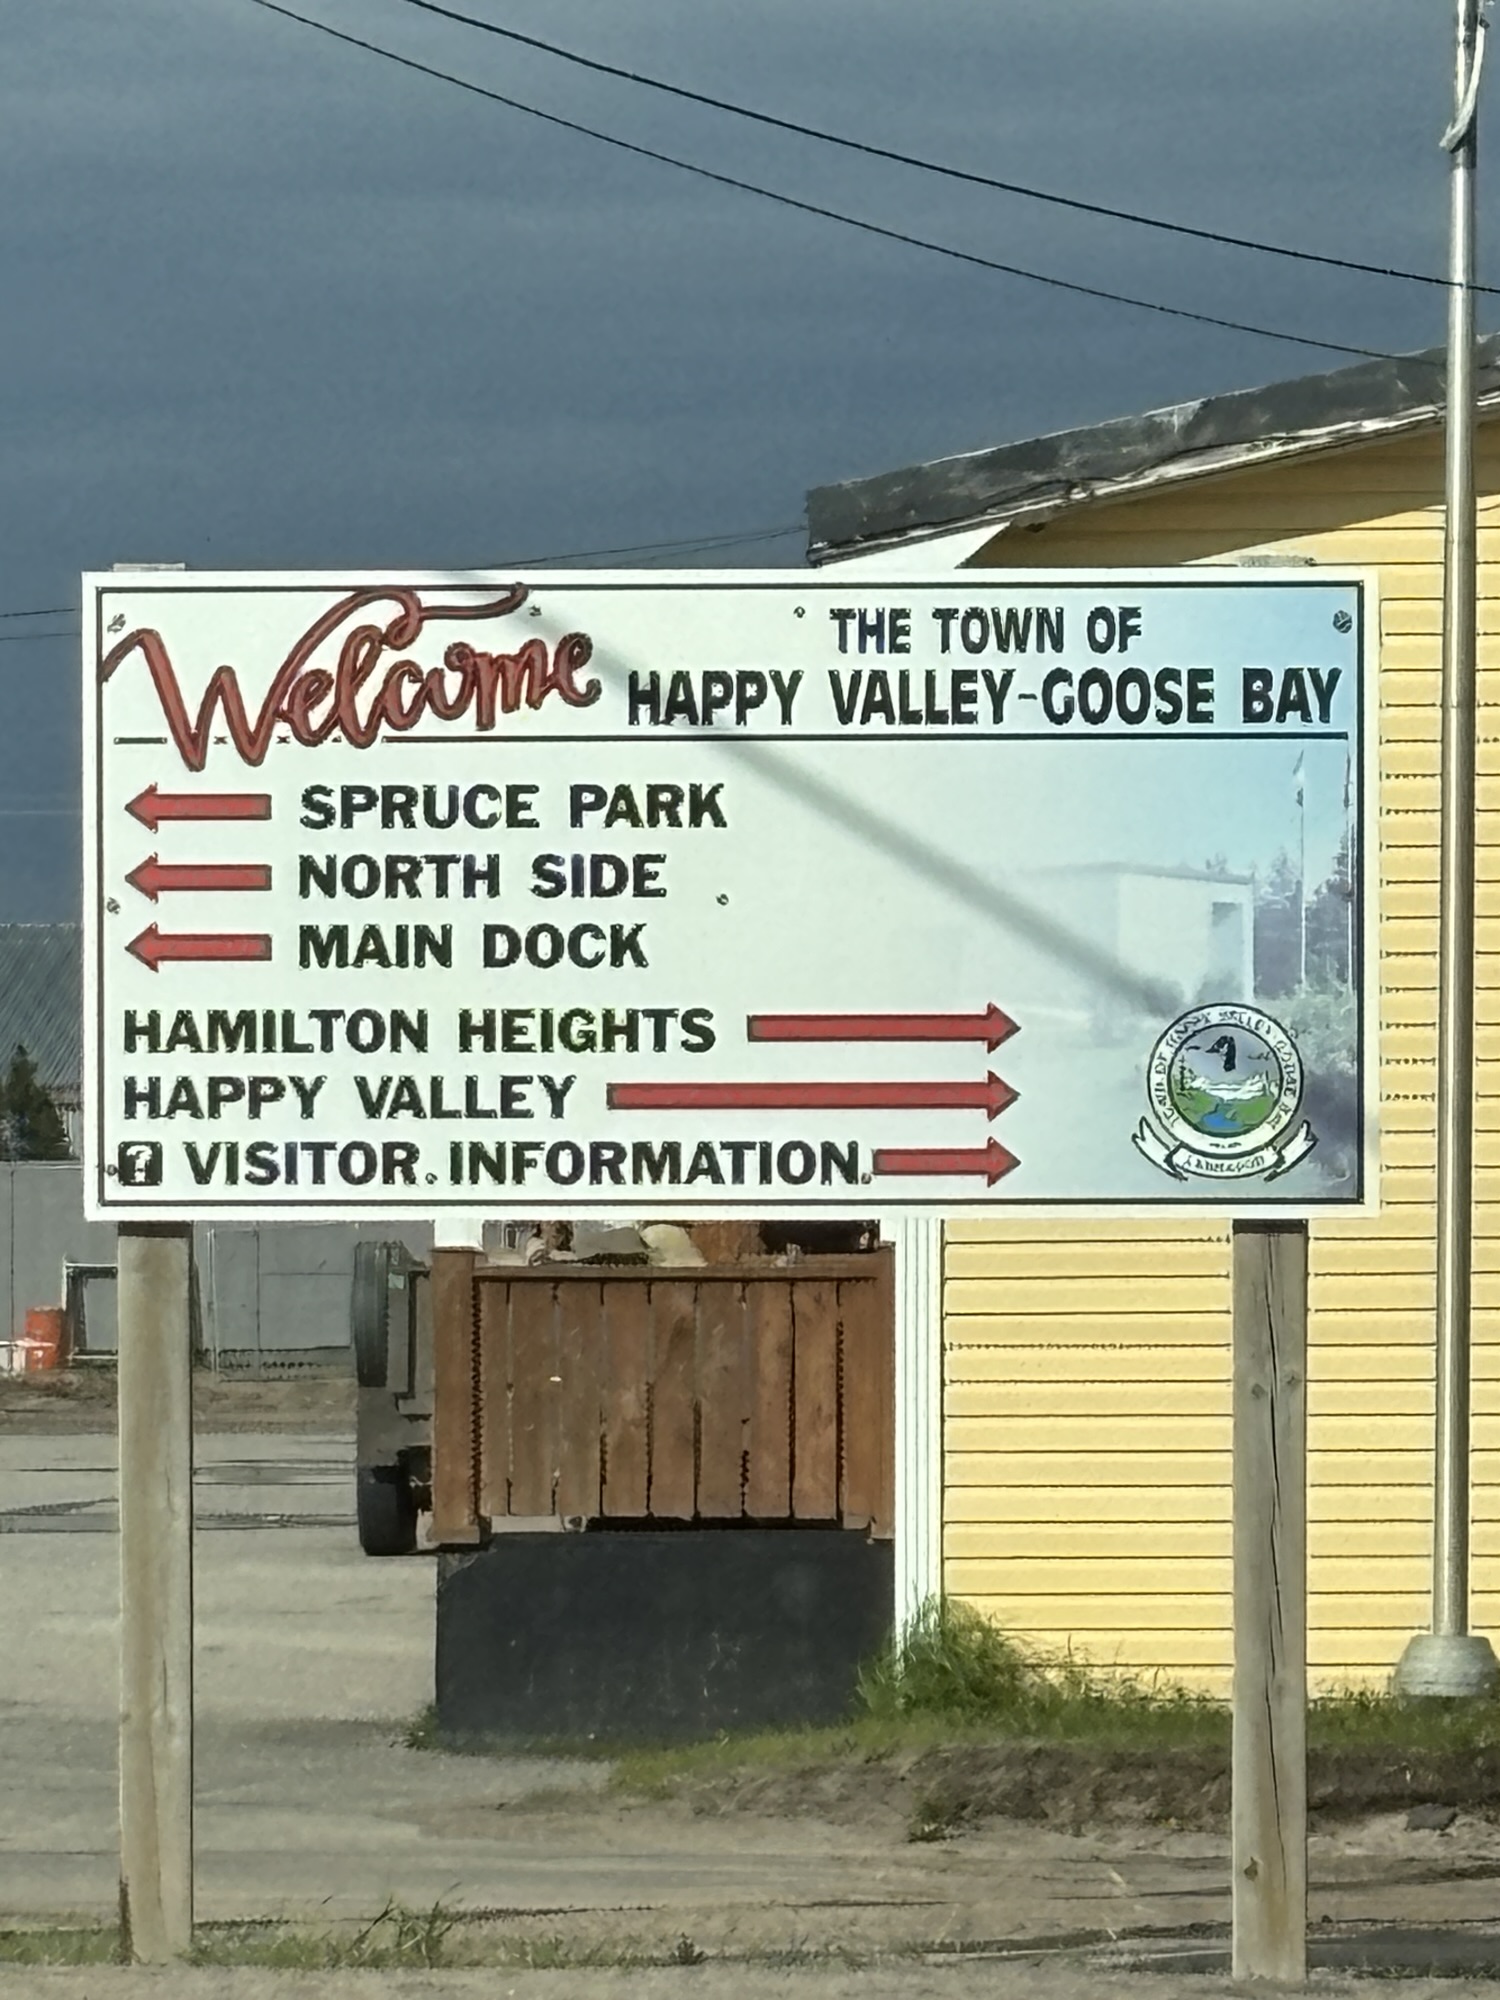 Welcome
THE TOWN OF
HAPPY VALLEY-GOOSE BAY
SPRUCE PARK
NORTH SIDE
MAIN DOCK
HAMILTON HEIGHTS
HAPPY VALLEY
? VISITOR INFORMATION